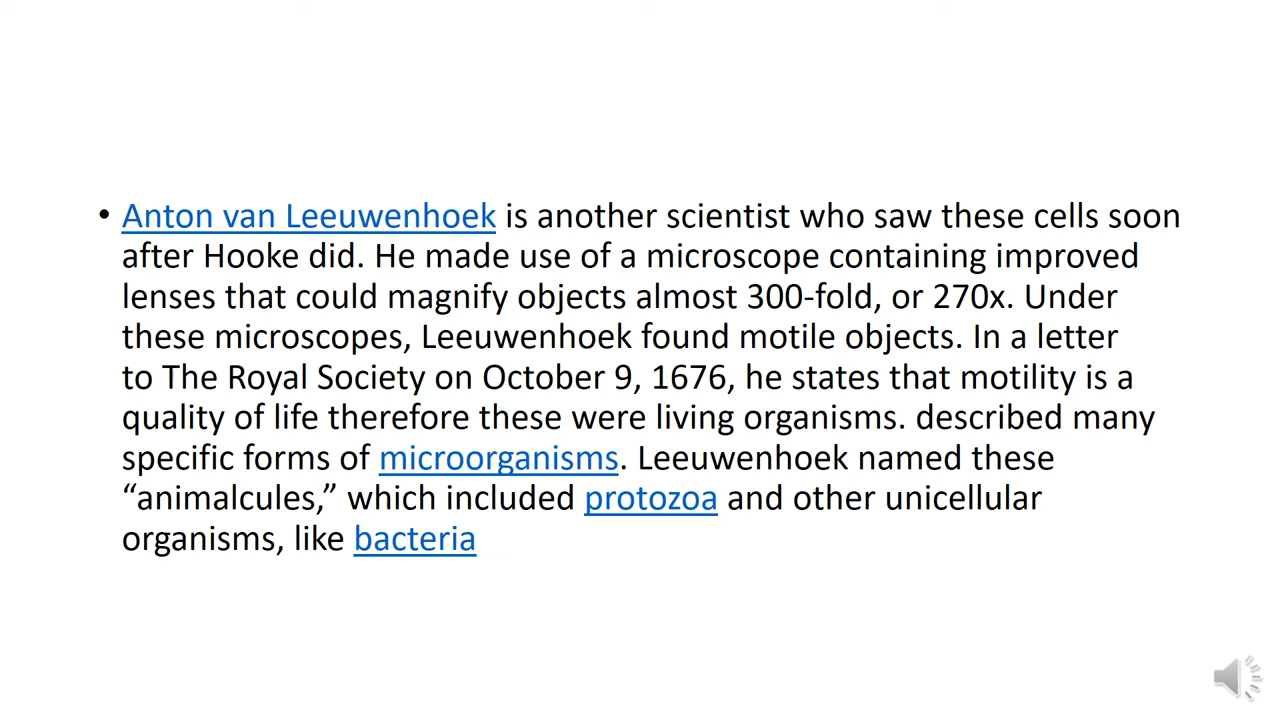 • Anton van Leeuwenhoek is another scientist who saw these cells soon
after Hooke did. He made use of a microscope containing improved
lenses that could magnify objects almost 300-fold, or 270x. Under
these microscopes, Leeuwenhoek found motile objects. In a letter
to The Royal Society on October 9, 1676, he states that motility is a
quality of life therefore these were living organisms. described many
specific forms of microorganisms. Leeuwenhoek named these
“animalcules,” which included protozoa and other unicellular
organisms, like bacteria